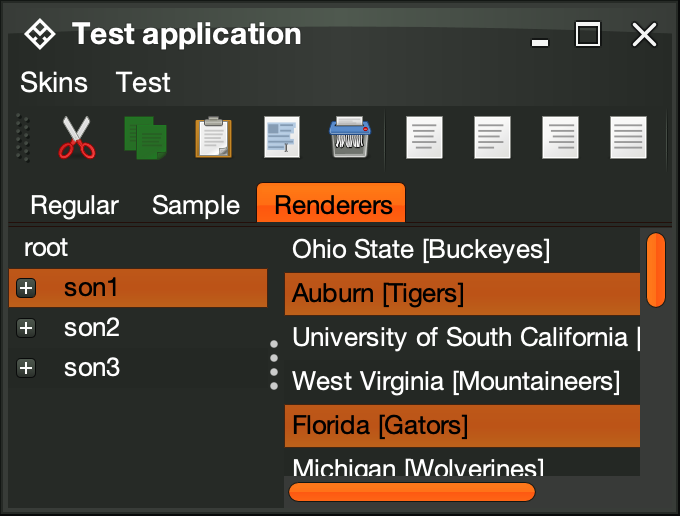 Test application
Skins Test
Regular Sample Renderers
root
son1
son2
son3
Ohio State [Buckeyes]
Auburn [Tigers]
University of South California [
West Virginia [Mountaineers]
Florida [Gators]
Michigan [Wolverines]